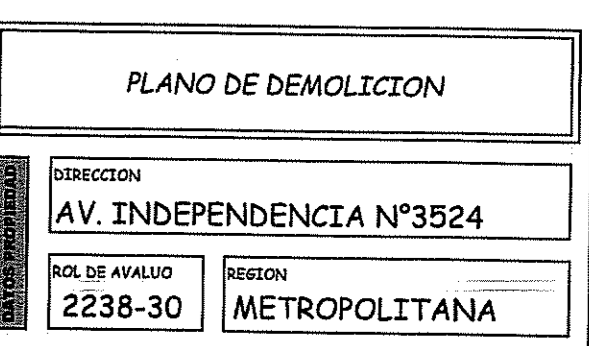 PLANO DE DEMOLICION
DATOS PROPIEDAD
DIRECCION
AV. INDEPENDENCIA N°3524
ROL DE AVALUO
2238-30
REGION
METROPOLITANA